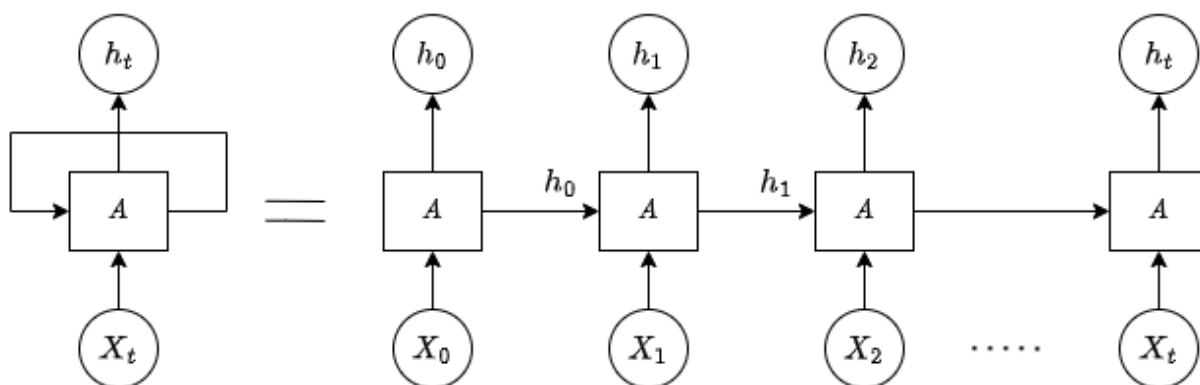 h_t h_0 h_1 h_2 h_t
h_0 h_1
A = A A A A
X_t X_0 X_1 X_2 ..... X_t